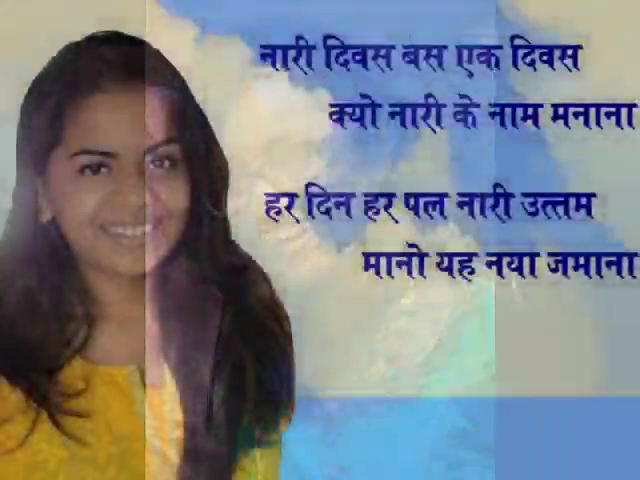 नारी दिवस बस एक दिवस
क्यो नारी के नाम मनाना
हर दिन हर पल नारी उत्तम
मानो यह नया जमाना